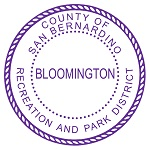 COUNTY OF
SAN BERNARDINO
BLOOMINGTON
RECREATION AND PARK DISTRICT